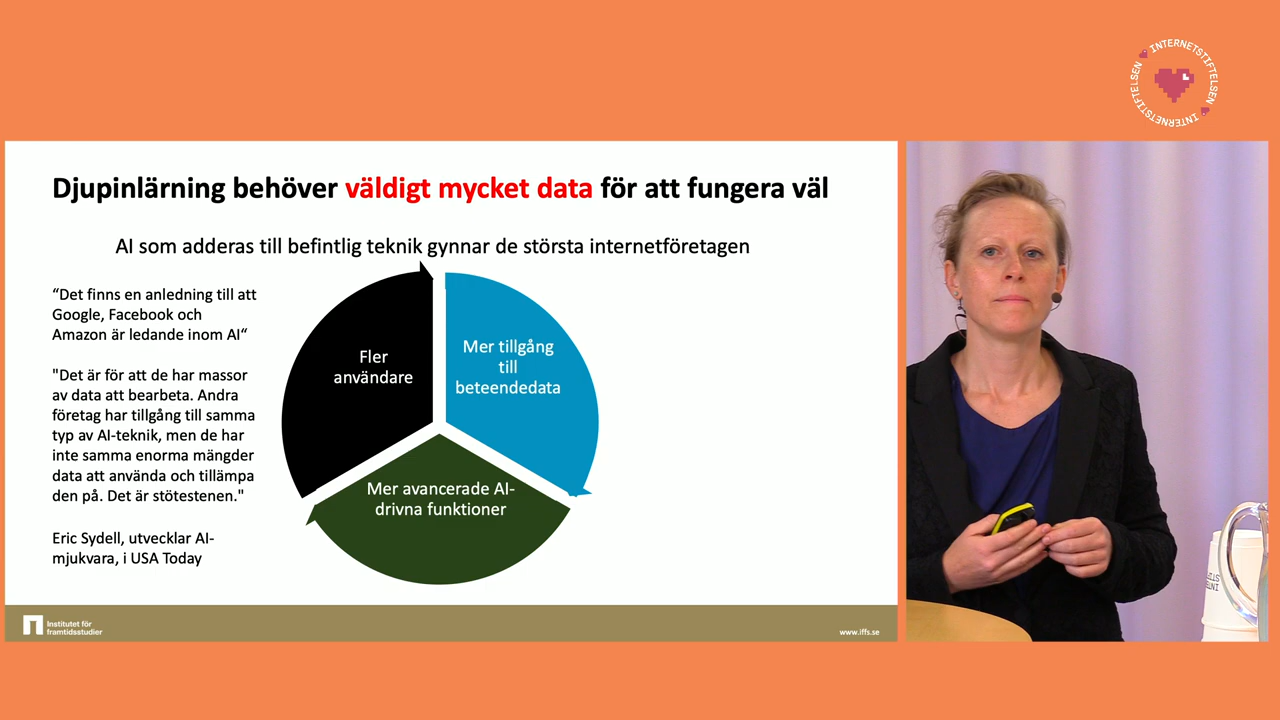 INTERNETSTIFTELSEN
INTERNETSTIFTELSEN
Djupinlärning behöver väldigt mycket data för att fungera väl
AI som adderas till befintlig teknik gynnar de största internetföretagen
“Det finns en anledning till att
Google, Facebook och
Amazon är ledande inom AI“
"Det är för att de har massor
av data att bearbeta. Andra
företag har tillgång till samma
typ av AI-teknik, men de har
inte samma enorma mängder
data att använda och tillämpa
den på. Det är stötestenen."
Eric Sydell, utvecklar AI-
mjukvara, i USA Today
Fler
användare
Mer tillgång
till
beteendedata
Mer avancerade AI-
drivna funktioner
Institutet för
framtidsstudier
www.iffs.se